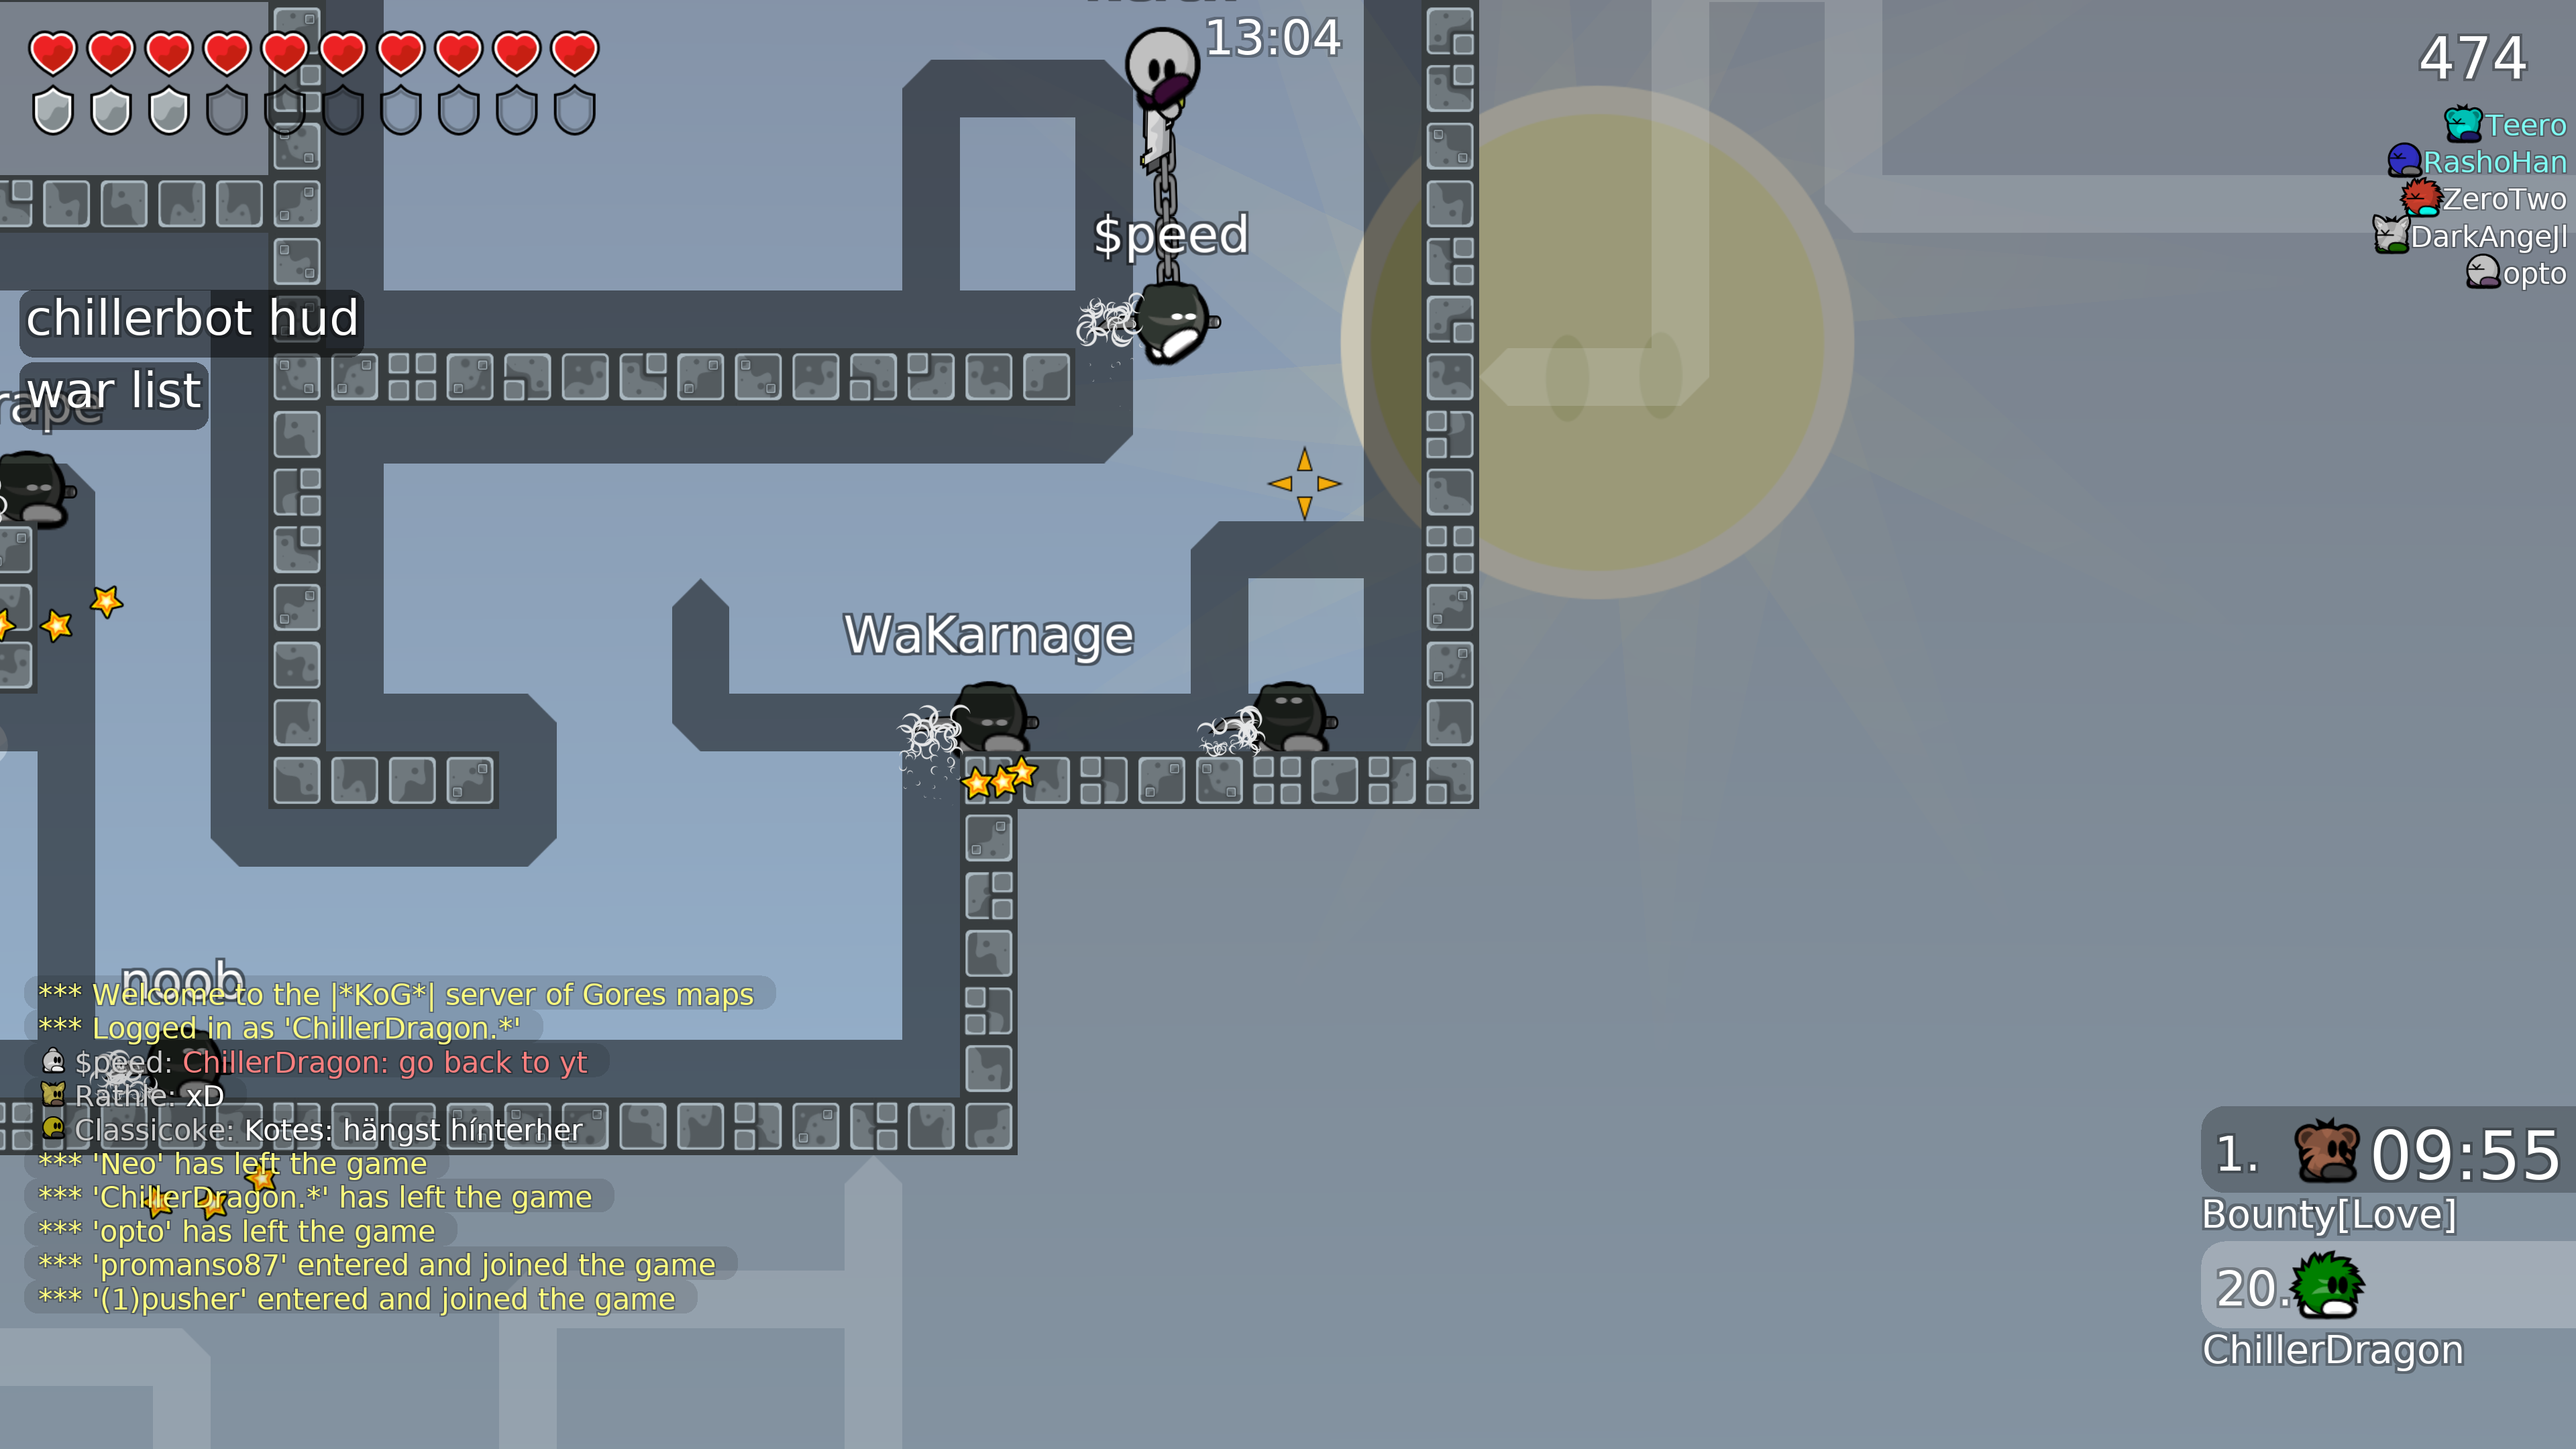 13:04
474
Teero
RashoHan
ZeroTwo
DarkAngeJl
opto
$peed
chillerbot hud
war list
WaKarnage
noob
*** Welcome to the |*KoG*| server of Gores maps
*** Logged in as 'ChillerDragon.*'
$peed: ChillerDragon: go back to yt
Rathie: xD
Classicoke: Kotes: hängst hínterher
*** 'Neo' has left the game
*** 'ChillerDragon.*' has left the game
*** 'opto' has left the game
*** 'promanso87' entered and joined the game
*** '(1)pusher' entered and joined the game
1. 09:55
Bounty[Love]
20.
ChillerDragon